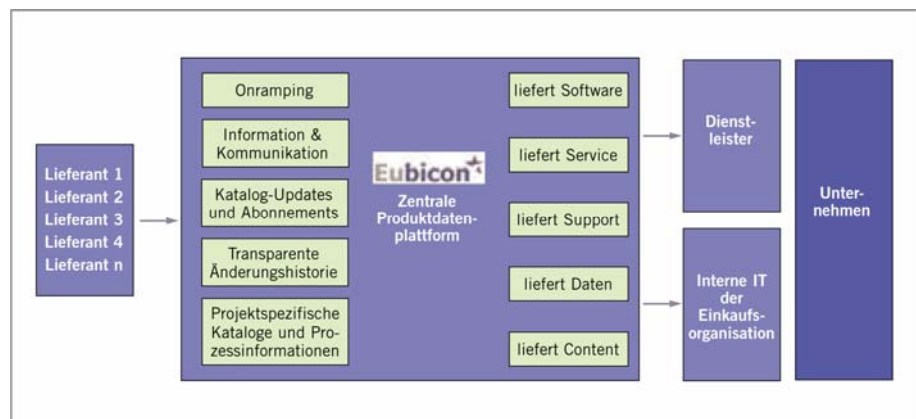 Lieferant 1
Lieferant 2
Lieferant 3
Lieferant 4
Lieferant n
Onramping
Information &
Kommunikation
Katalog-Updates
und Abonnements
Transparente
Änderungshistorie
Projektspezifische
Kataloge und Pro-
zessinformationen
Eubicon
Zentrale
Produktdaten-
plattform
liefert Software
liefert Service
liefert Support
liefert Daten
liefert Content
Dienst-
leister
Interne IT
der
Einkaufs-
organisation
Unter-
nehmen